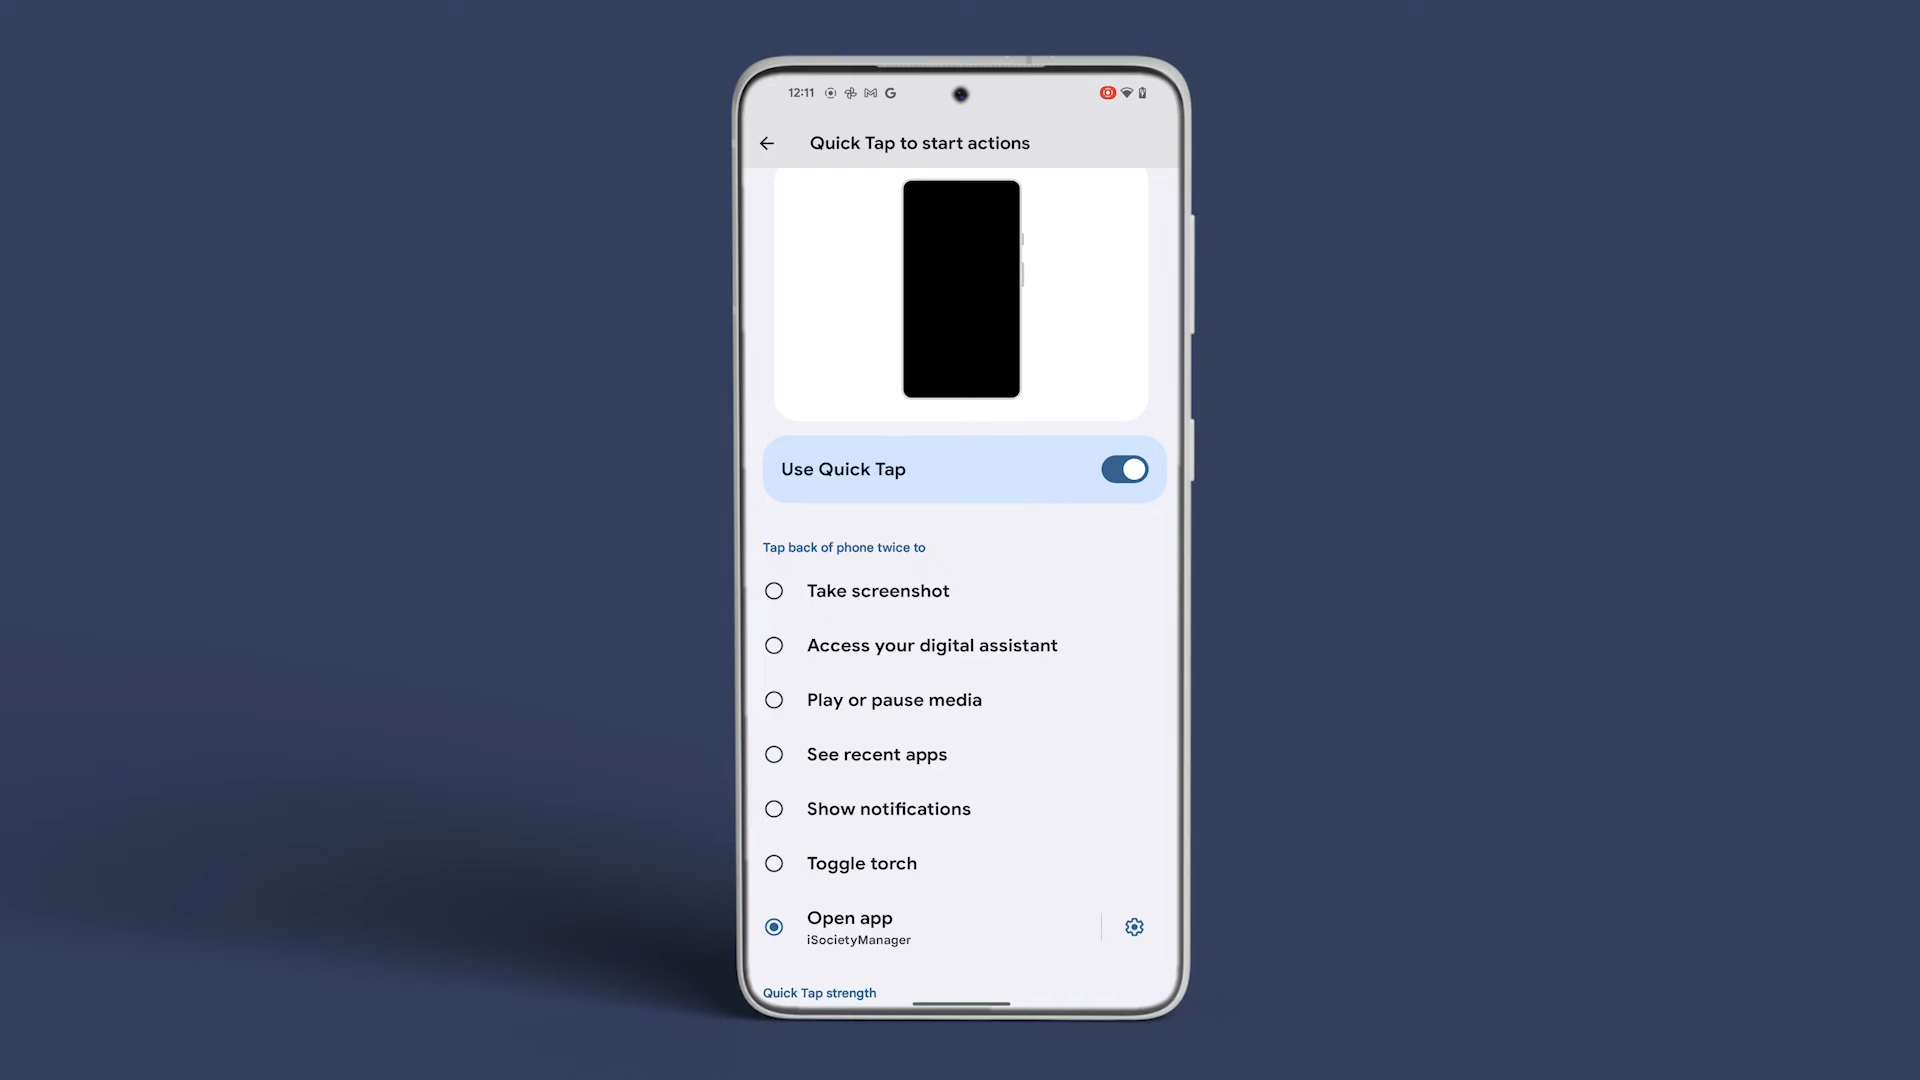 12:11
Quick Tap to start actions
Use Quick Tap
Tap back of phone twice to
Take screenshot
Access your digital assistant
Play or pause media
See recent apps
Show notifications
Toggle torch
Open app
iSocietyManager
Quick Tap strength